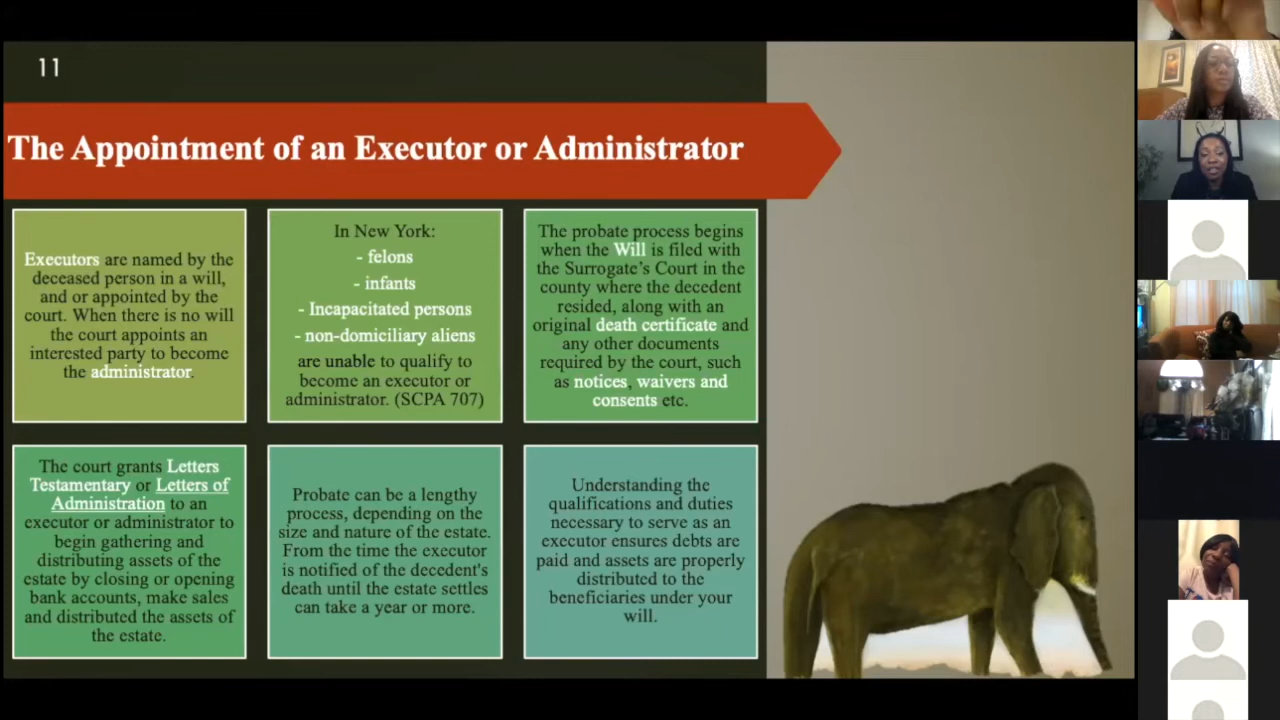 11
The Appointment of an Executor or Administrator
Executors are named by the
deceased person in a will,
and or appointed by the
court. When there is no will
the court appoints an
interested party to become
the administrator.
In New York:
- felons
- infants
- Incapacitated persons
- non-domiciliary aliens
are unable to qualify to
become an executor or
administrator. (SCPA 707)
The probate process begins
when the Will is filed with
the Surrogate's Court in the
county where the decedent
resided, along with an
original death certificate and
any other documents
required by the court, such
as notices, waivers and
consents etc.
The court grants Letters
Testamentary or Letters of
Administration to an
executor or administrator to
begin gathering and
distributing assets of the
estate by closing or opening
bank accounts, make sales
and distributed the assets of
the estate.
Probate can be a lengthy
process, depending on the
size and nature of the estate.
From the time the executor
is notified of the decedent's
death until the estate settles
can take a year or more.
Understanding the
qualifications and duties
necessary to serve as an
executor ensures debts are
paid and assets are properly
distributed to the
beneficiaries under your
will.